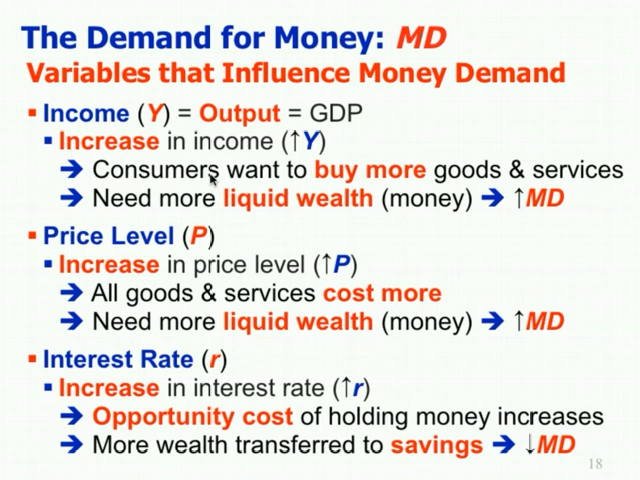 The Demand for Money: MD
Variables that Influence Money Demand
▪ Income (Y) = Output = GDP
▪ Increase in income (↑Y)
➔ Consumers want to buy more goods & services
➔ Need more liquid wealth (money) ➔ ↑MD
▪ Price Level (P)
▪ Increase in price level (↑P)
➔ All goods & services cost more
➔ Need more liquid wealth (money) ➔ ↑MD
▪ Interest Rate (r)
▪ Increase in interest rate (↑r)
➔ Opportunity cost of holding money increases
➔ More wealth transferred to savings ➔ ↓MD
18